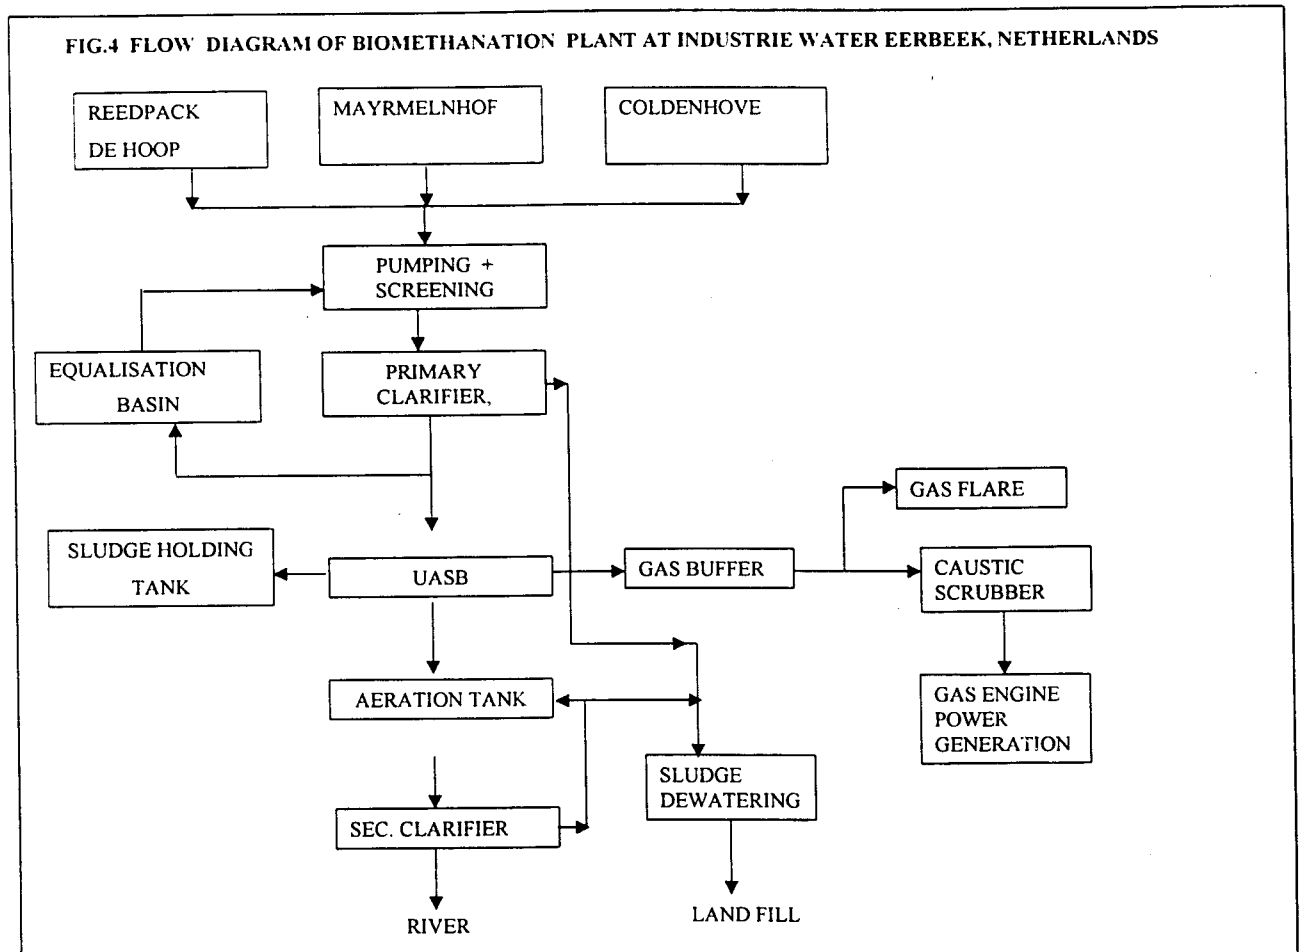 FIG.4 FLOW DIAGRAM OF BIOMETHANATION PLANT AT INDUSTRIE WATER EERBEEK, NETHERLANDS
REEDPACK
DE HOOP
MAYRMELNHOF
COLDENHOVE
PUMPING +
SCREENING
EQUALISATION
BASIN
PRIMARY
CLARIFIER,
GAS FLARE
SLUDGE HOLDING
TANK
UASB
GAS BUFFER
CAUSTIC
SCRUBBER
AERATION TANK
GAS ENGINE
POWER
GENERATION
SLUDGE
DEWATERING
SEC. CLARIFIER
RIVER
LAND FILL